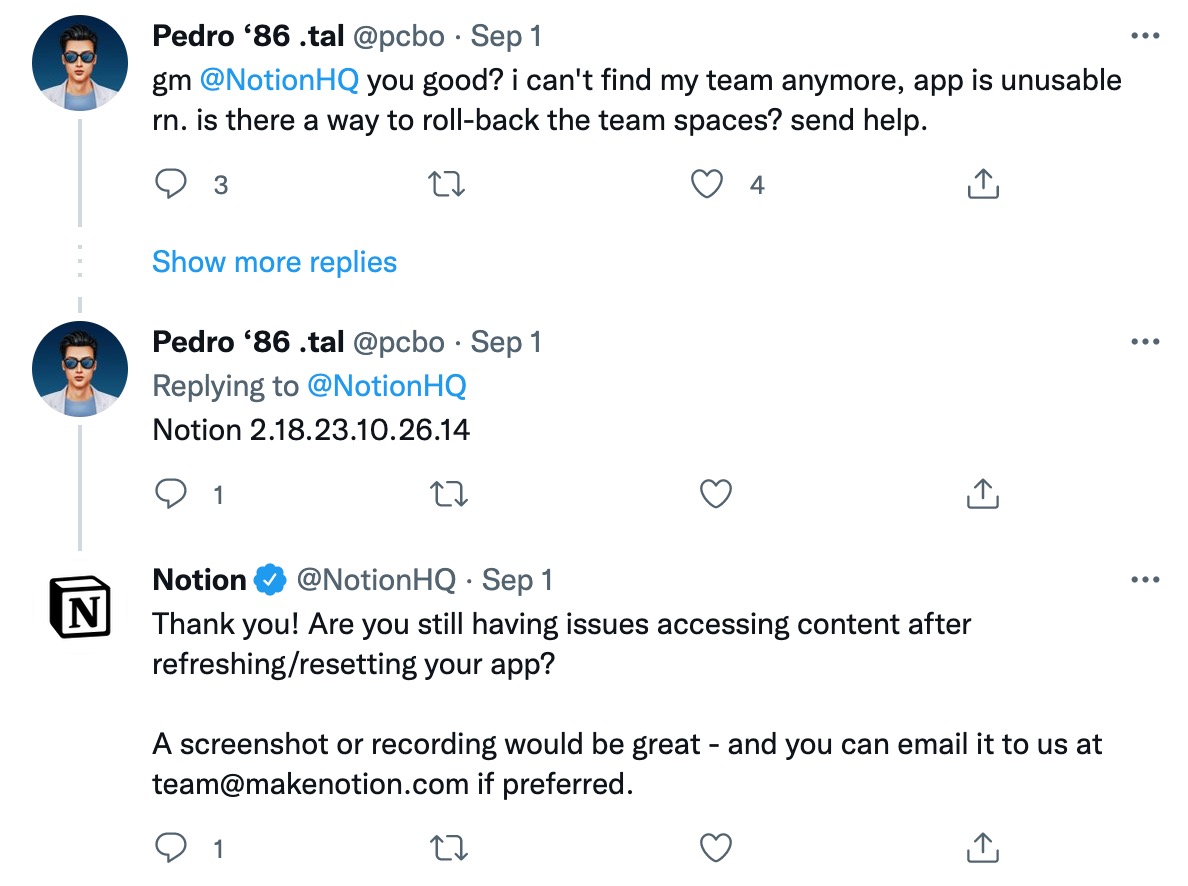 Pedro ‘86 .tal @pcbo · Sep 1
gm @NotionHQ you good? i can't find my team anymore, app is unusable
rn. is there a way to roll-back the team spaces? send help.
3 4
Show more replies
Pedro ‘86 .tal @pcbo · Sep 1
Replying to @NotionHQ
Notion 2.18.23.10.26.14
1
N
Notion @NotionHQ · Sep 1
Thank you! Are you still having issues accessing content after
refreshing/resetting your app?
A screenshot or recording would be great - and you can email it to us at
team@makenotion.com if preferred.
1